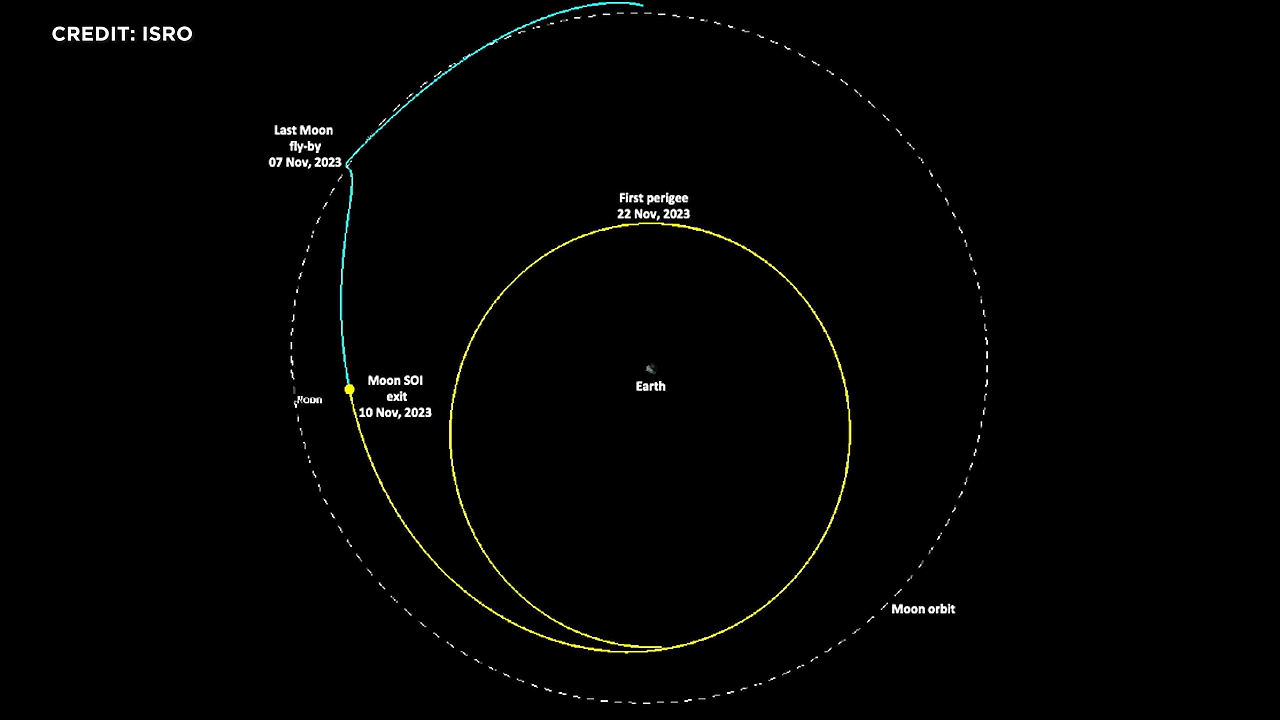 CREDIT: ISRO
Last Moon
fly-by
07 Nov, 2023
First perigee
22 Nov, 2023
Earth
Moon SOI
exit
10 Nov, 2023
Moon
Moon orbit